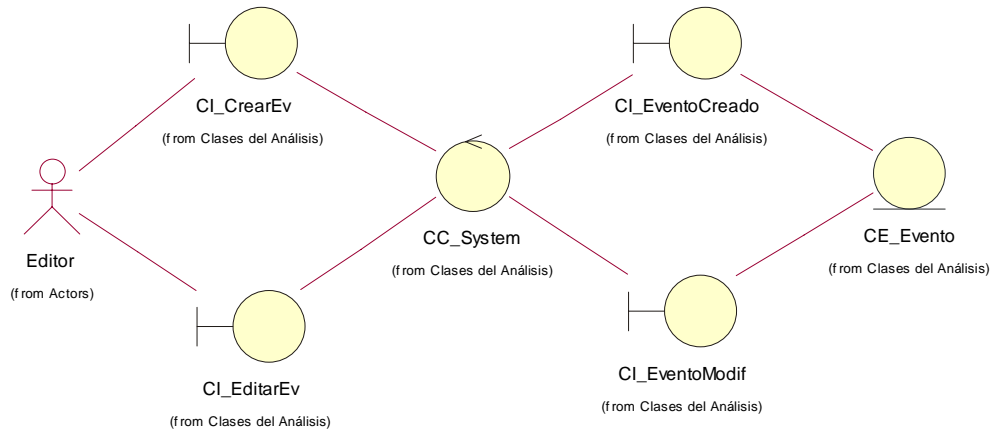 CI_CrearEv
(from Clases del Análisis)
CI_EventoCreado
(from Clases del Análisis)
Editor
(from Actors)
CC_System
(from Clases del Análisis)
CE_Evento
(from Clases del Análisis)
CI_EditarEv
(from Clases del Análisis)
CI_EventoModif
(from Clases del Análisis)